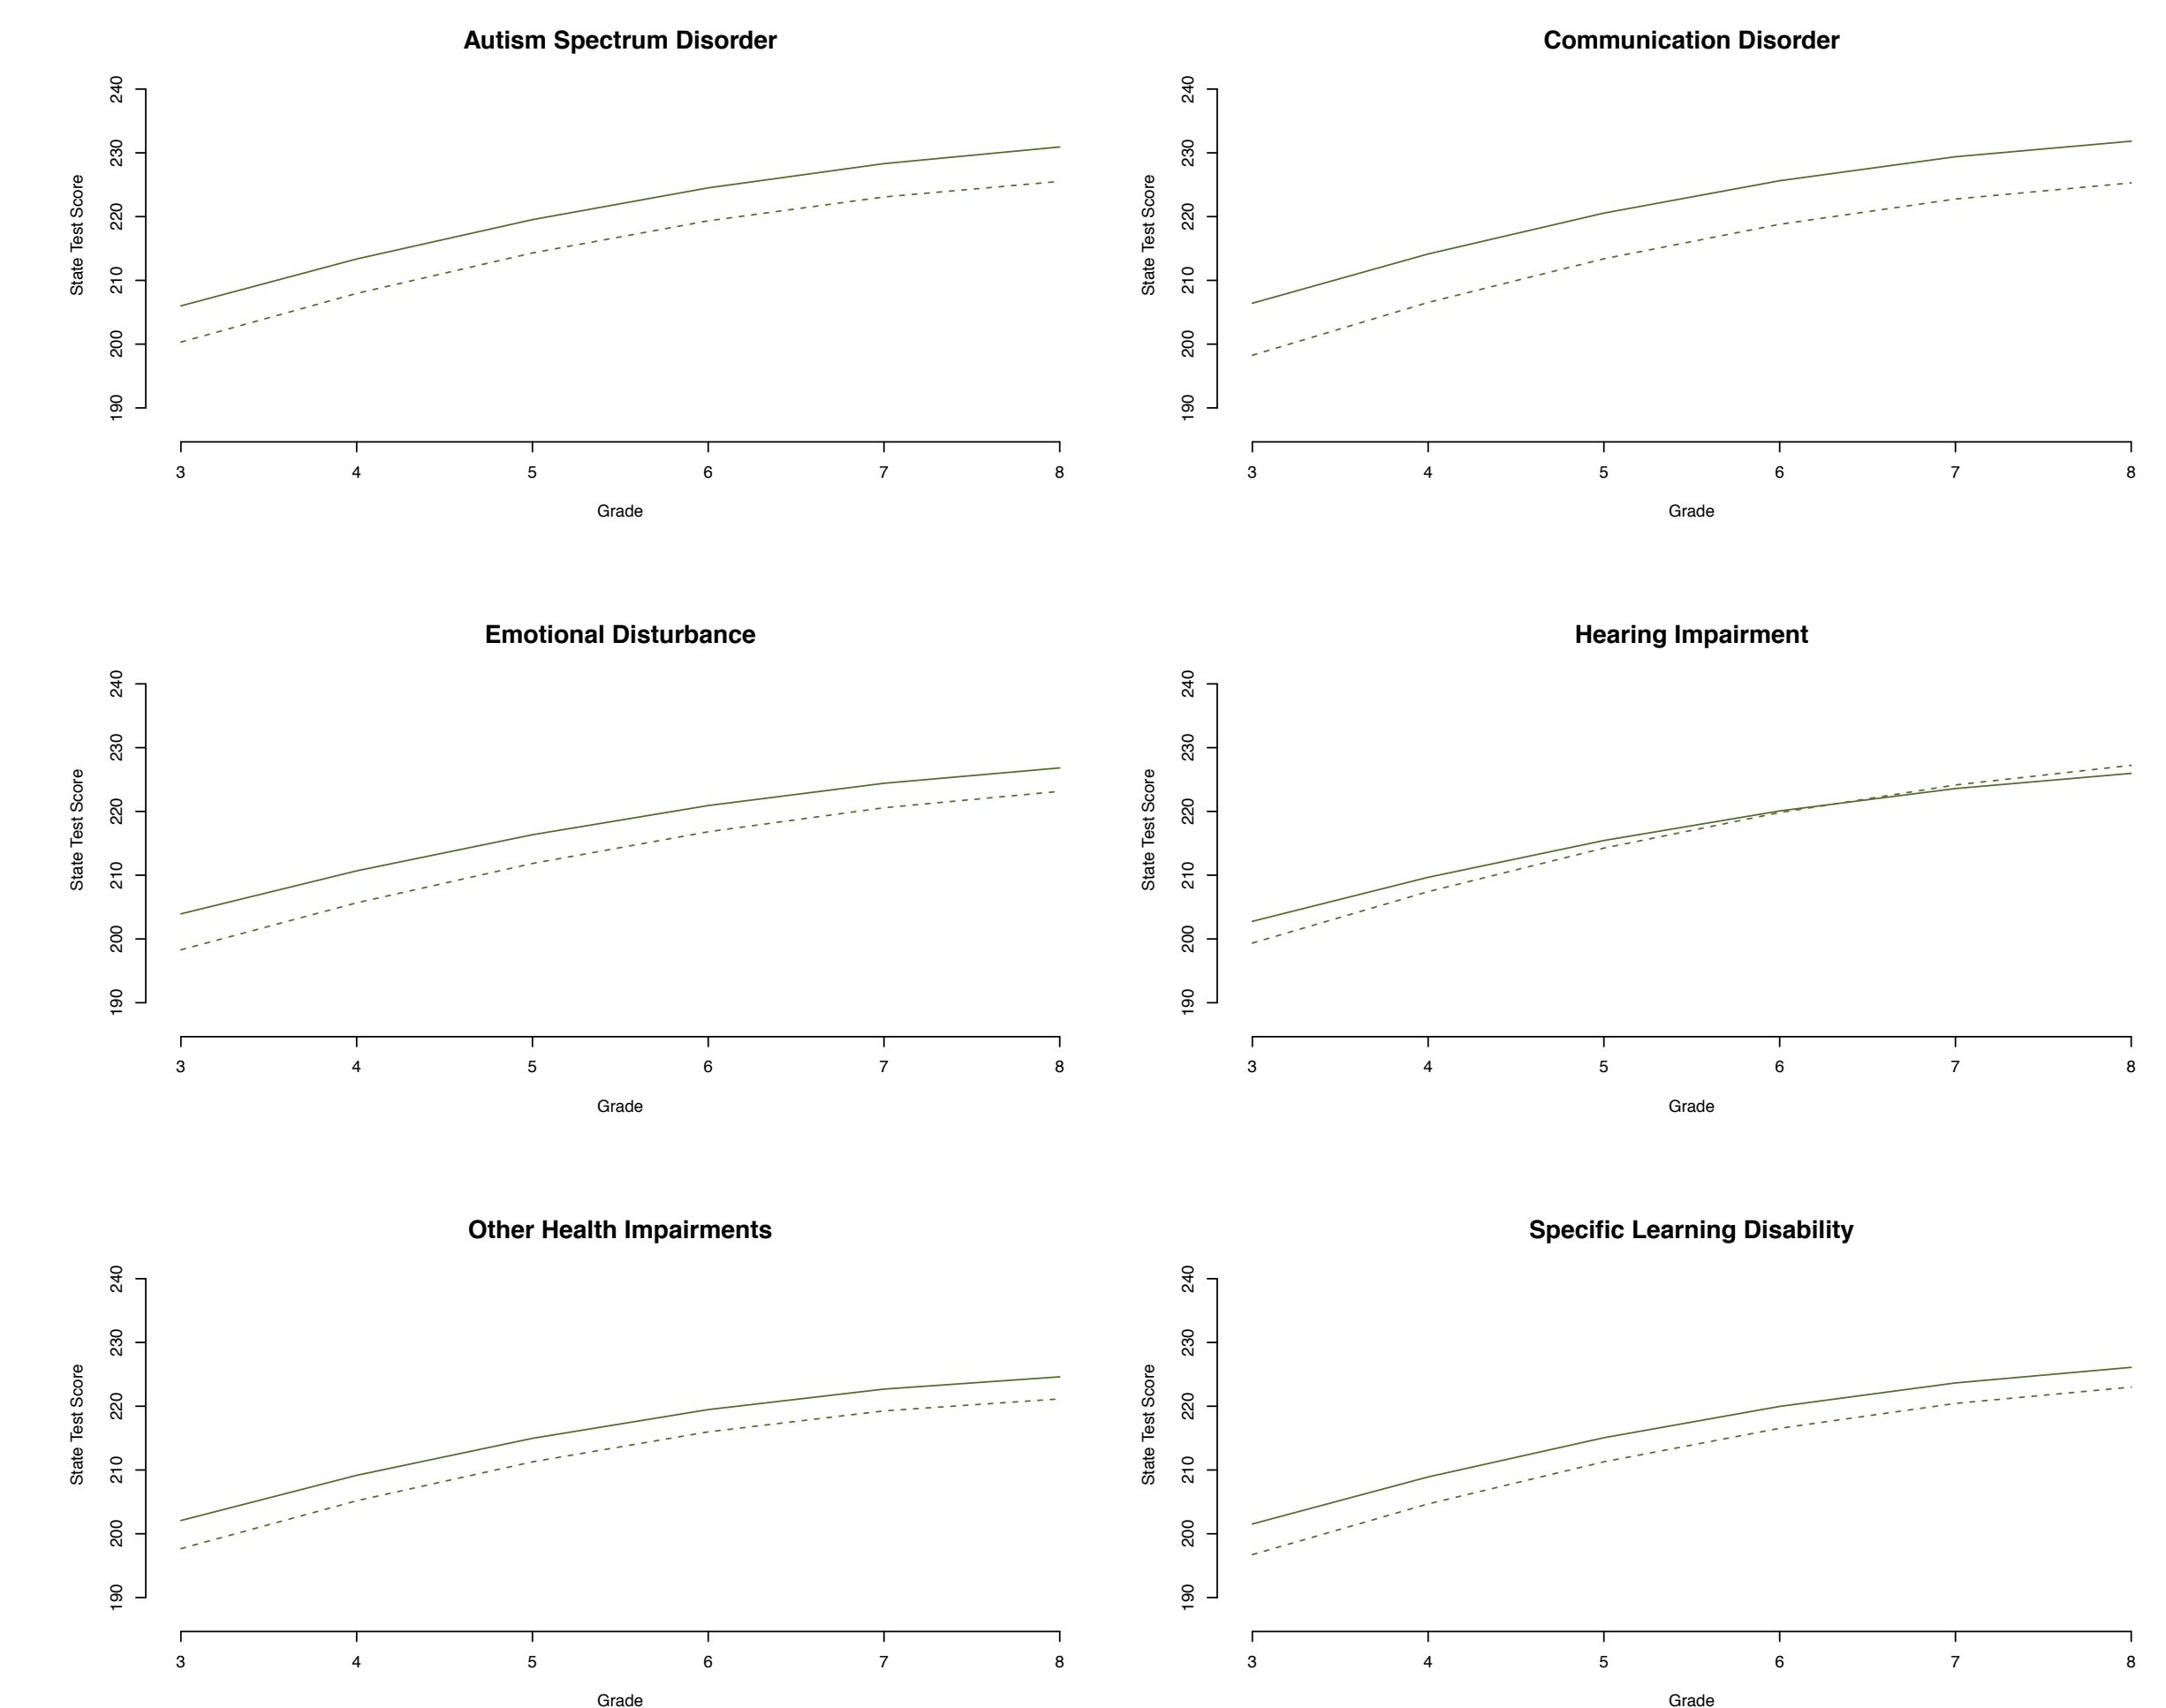 Autism Spectrum Disorder
State Test Score
240
230
220
210
200
190
3 4 5 6 7 8
Grade
Communication Disorder
State Test Score
240
230
220
210
200
190
3 4 5 6 7 8
Grade
Emotional Disturbance
State Test Score
240
230
220
210
200
190
3 4 5 6 7 8
Grade
Hearing Impairment
State Test Score
240
230
220
210
200
190
3 4 5 6 7 8
Grade
Other Health Impairments
State Test Score
240
230
220
210
200
190
3 4 5 6 7 8
Grade
Specific Learning Disability
State Test Score
240
230
220
210
200
190
3 4 5 6 7 8
Grade